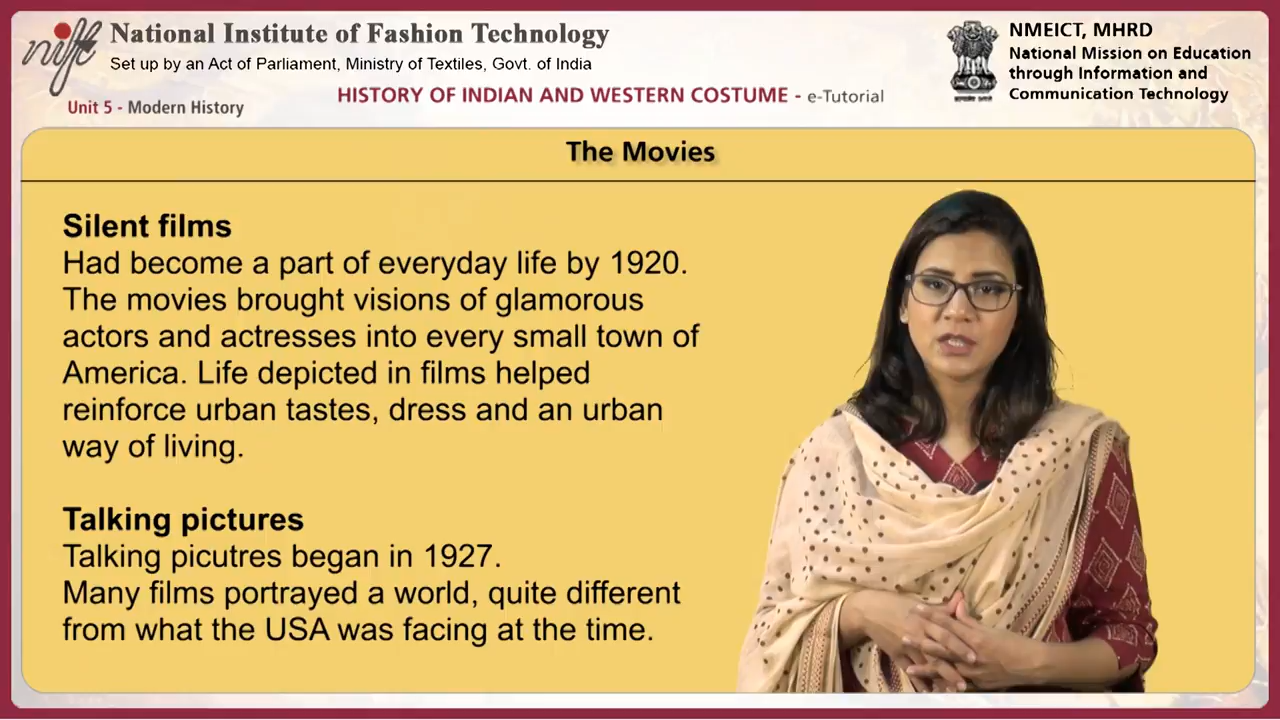 nift
National Institute of Fashion Technology
Set up by an Act of Parliament, Ministry of Textiles, Govt. of India
Unit 5 - Modern History
HISTORY OF INDIAN AND WESTERN COSTUME - e-Tutorial
NMEICT, MHRD
National Mission on Education
through Information and
Communication Technology
The Movies
Silent films
Had become a part of everyday life by 1920.
The movies brought visions of glamorous
actors and actresses into every small town of
America. Life depicted in films helped
reinforce urban tastes, dress and an urban
way of living.
Talking pictures
Talking picutres began in 1927.
Many films portrayed a world, quite different
from what the USA was facing at the time.